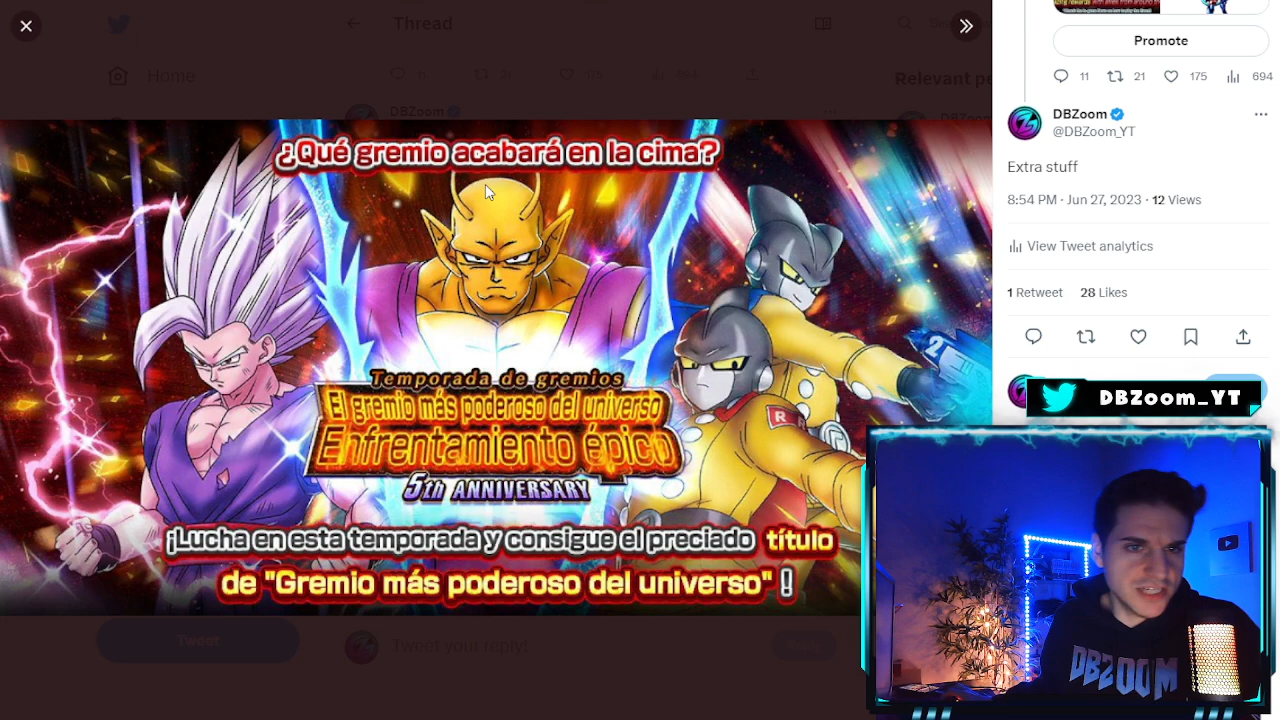 Thread
Home
DBZoom
¿Qué gremio acabará en la cima?
Temporada de gremios
El gremio más poderoso del universo
Enfrentamiento épico
5th ANNIVERSARY
¡Lucha en esta temporada y consigue el preciado título
de "Gremio más poderoso del universo"!
2
R R
Tweet
Tweet your reply!
Promote
11 21 175 694
DBZoom
@DBZoom_YT
Extra stuff
8:54 PM · Jun 27, 2023 · 12 Views
View Tweet analytics
1 Retweet 28 Likes
DBZoom_YT
DBZOOM